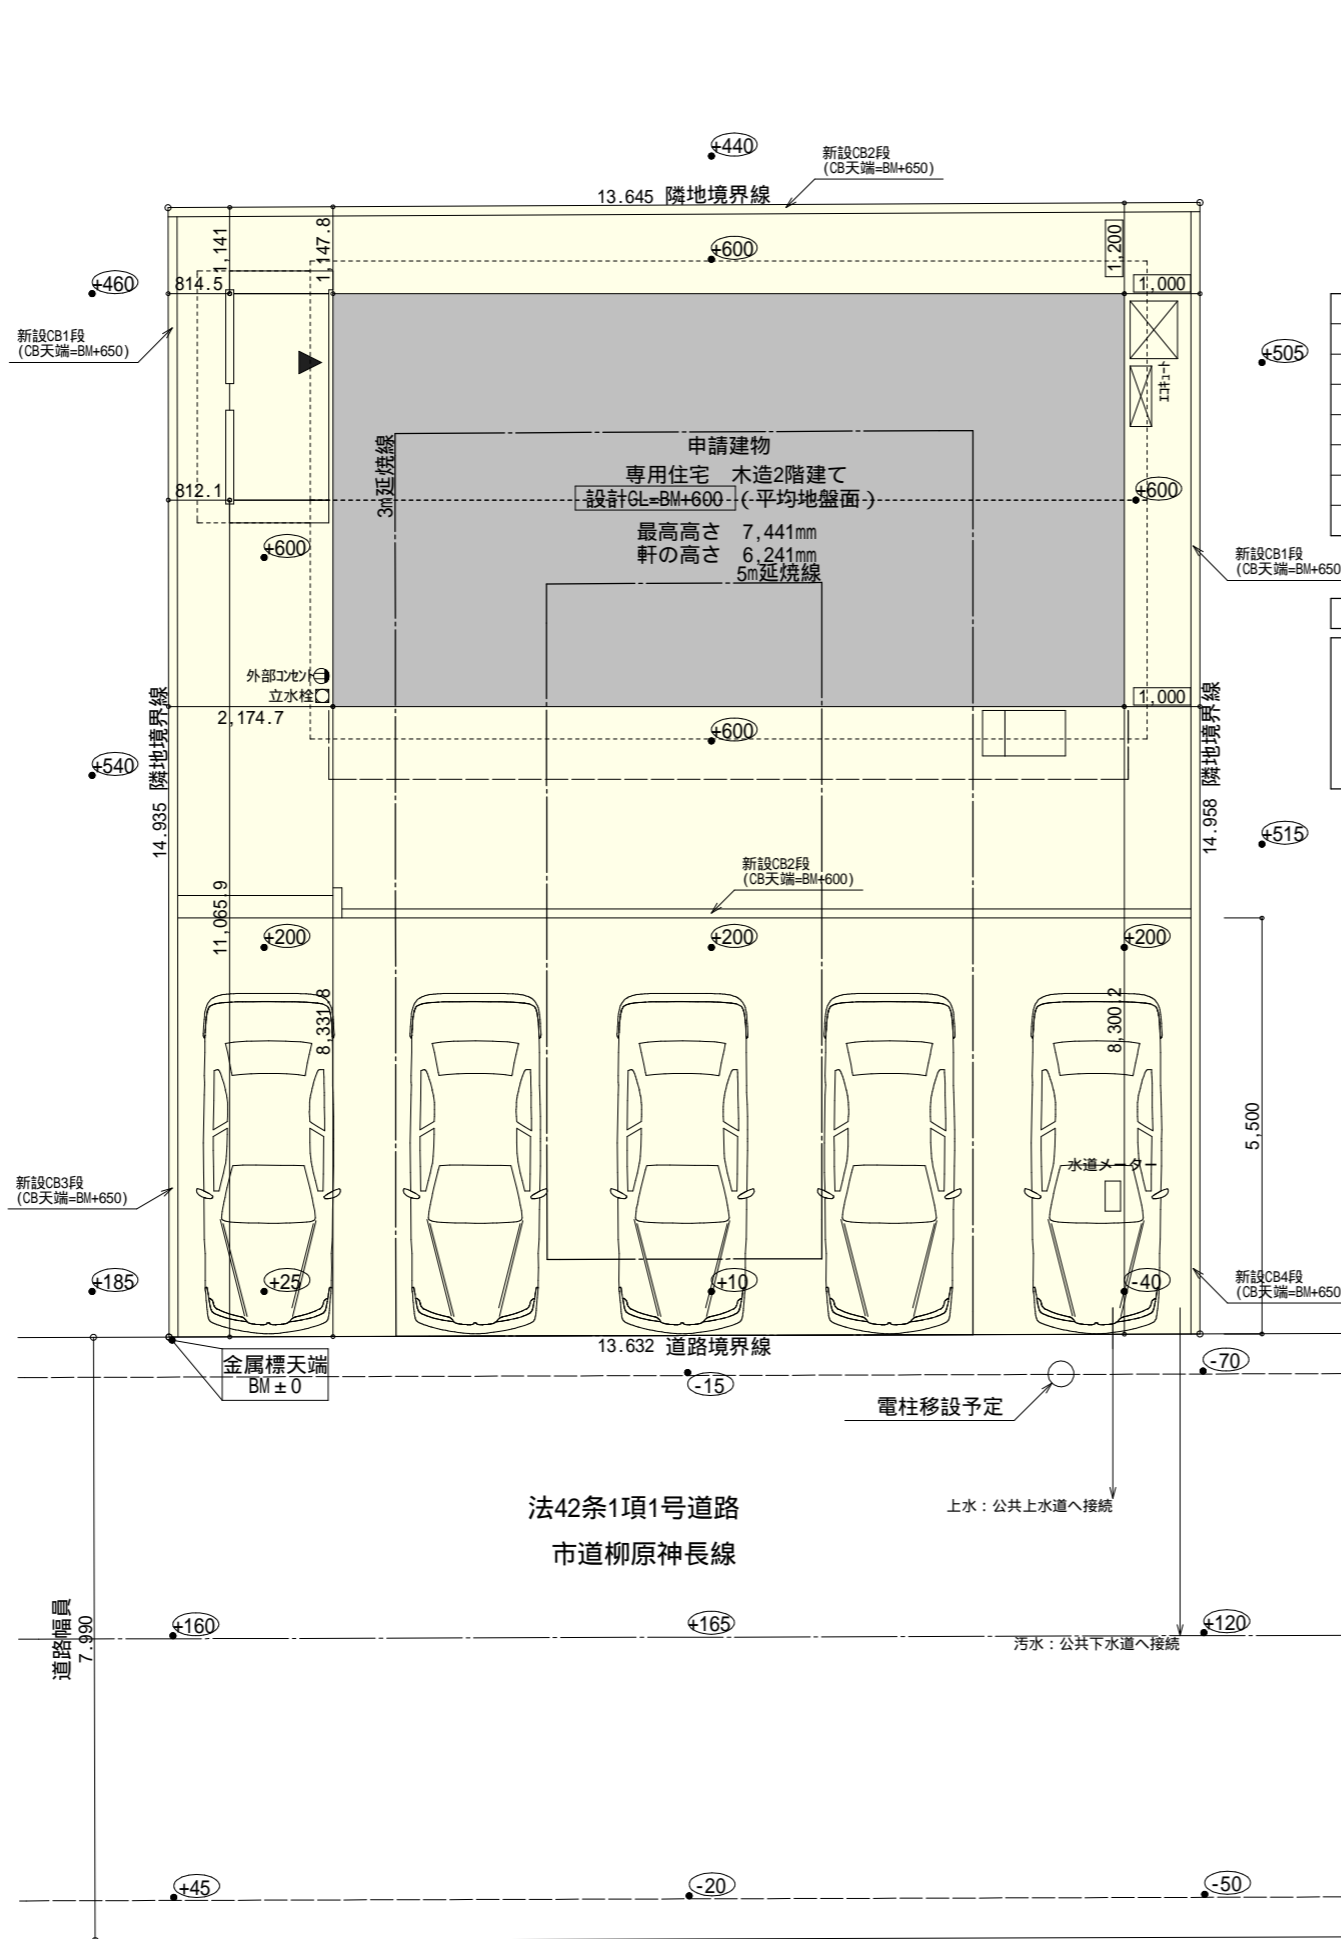 +440
新設CB2段
(CB天端=BM+650)
13.645 隣地境界線
1,141
1,147.8
+600
1,200
+460
814.5
1,000
新設CB1段
(CB天端=BM+650)
+505
エコキュート
3m延焼線
申請建物
専用住宅 木造2階建て
設計GL=BM+600 (平均地盤面)
812.1
+600
最高高さ 7,441mm
軒の高さ 6,241mm
5m延焼線
+600
新設CB1段
(CB天端=BM+650
外部コンセント
立水栓
2,174.7
1,000
+600
+540
14.935 隣地境界線
14.958 隣地境界線
+515
新設CB2段
(CB天端=BM+600)
11,065.9
+200
+200
+200
8,331.8
8,300.2
5,500
水道メーター
新設CB3段
(CB天端=BM+650)
+185
+25
+10
-40
新設CB4段
(CB天端=BM+650
13.632 道路境界線
金属標天端
BM±0
-15
-70
電柱移設予定
法42条1項1号道路
上水：公共上水道へ接続
市道柳原神長線
道路幅員
7.990
+160
+165
+120
汚水：公共下水道へ接続
+45
-20
-50